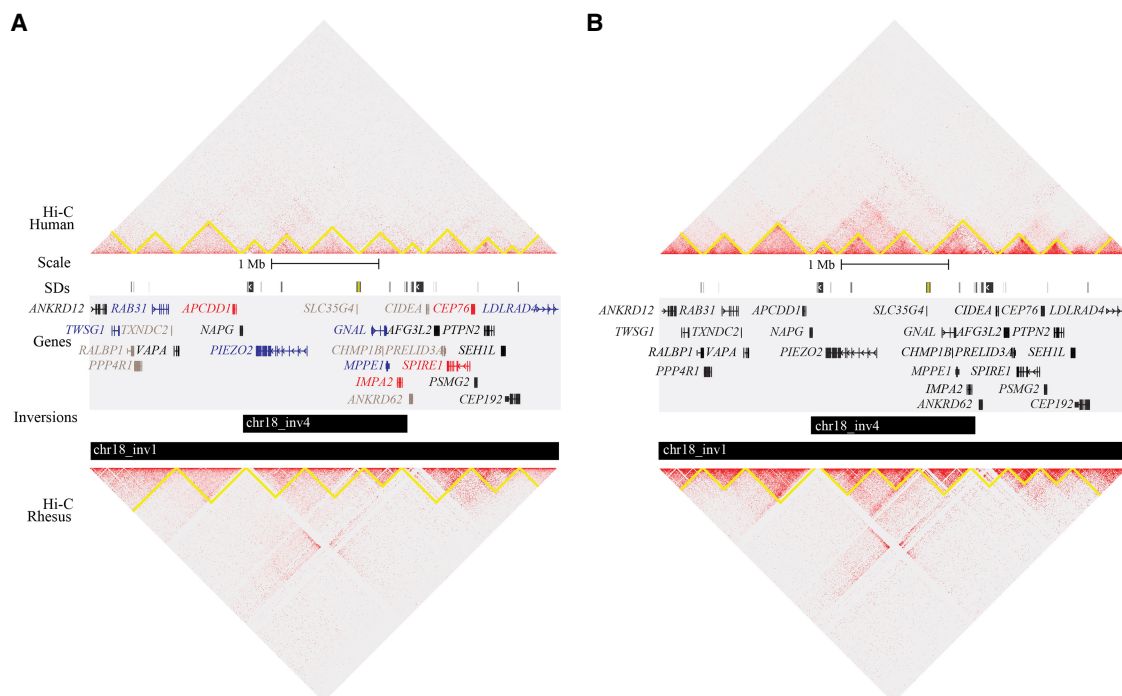 A
B
Hi-C
Human
Scale
1 Mb
1 Mb
SDs
ANKRD12 RAB31 APCDD1 SLC35G4 CIDEA CEP76 LDLRAD4
TWSG1 TXNDC2 NAPG GNAL AFG3L2 PTPN2
Genes
RALBP1 VAPA PIEZO2 CHMP1B PRELID3A SEH1L
PPP4R1 MPPE1 SPIRE1
IMPA2 PSMG2
ANKRD62 CEP192
ANKRD12 RAB31 APCDD1 SLC35G4 CIDEA CEP76 LDLRAD4
TWSG1 TXNDC2 NAPG GNAL AFG3L2 PTPN2
RALBP1 VAPA PIEZO2 CHMP1B PRELID3A SEH1L
PPP4R1 MPPE1 SPIRE1
IMPA2 PSMG2
ANKRD62 CEP192
Inversions
chr18_inv4
chr18_inv4
chr18_inv1
chr18_inv1
Hi-C
Rhesus